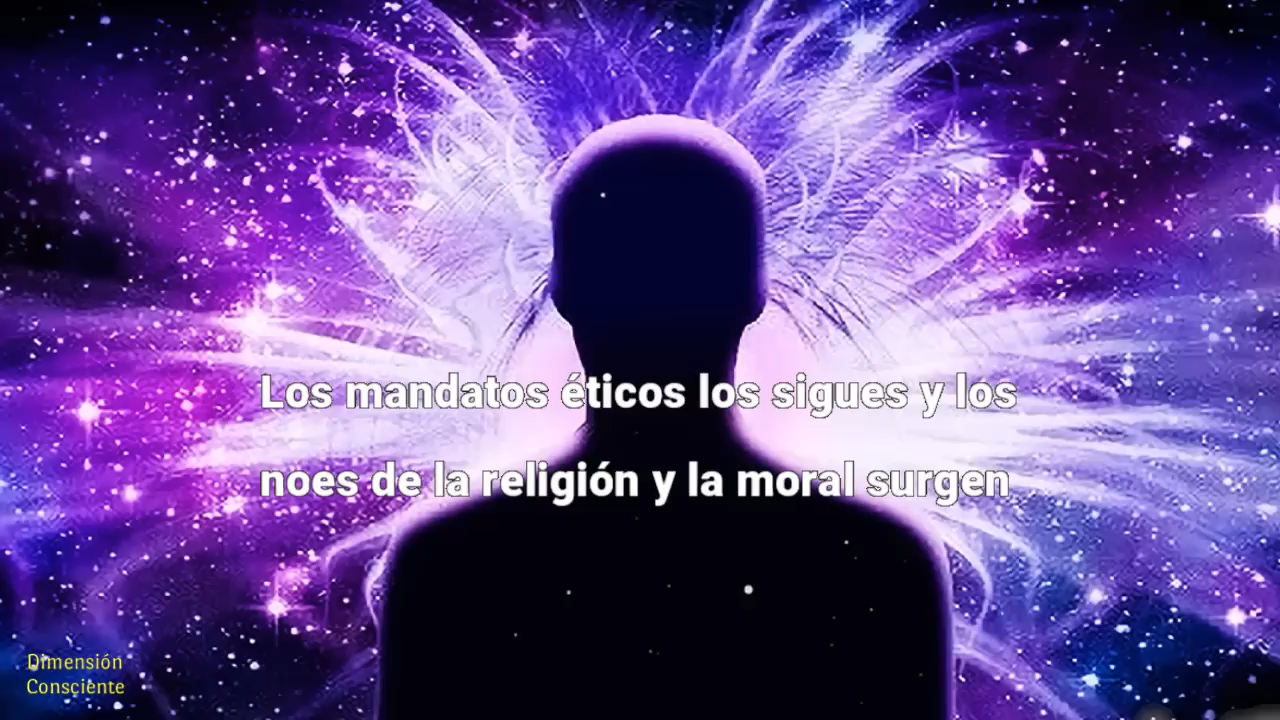 Los mandatos éticos los sigues y los
noes de la religión y la moral surgen
Dimensión
Consciente